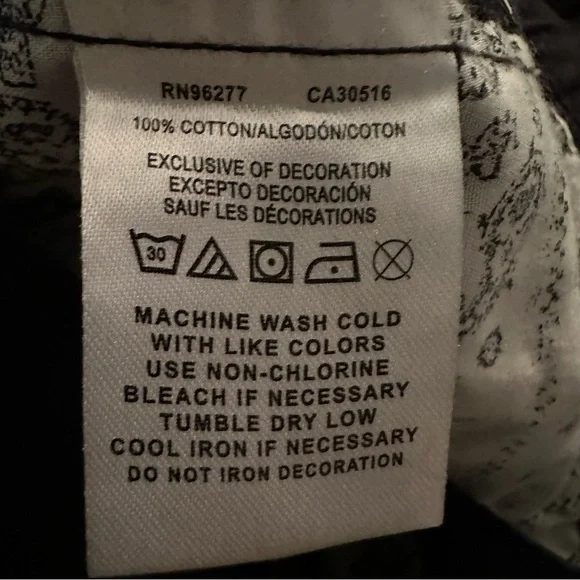 RN96277 CA30516
100% COTTON/ALGODÓN/COTON
EXCLUSIVE OF DECORATION
EXCEPTO DECORACIÓN
SAUF LES DÉCORATIONS
30
MACHINE WASH COLD
WITH LIKE COLORS
USE NON-CHLORINE
BLEACH IF NECESSARY
TUMBLE DRY LOW
COOL IRON IF NECESSARY
DO NOT IRON DECORATION